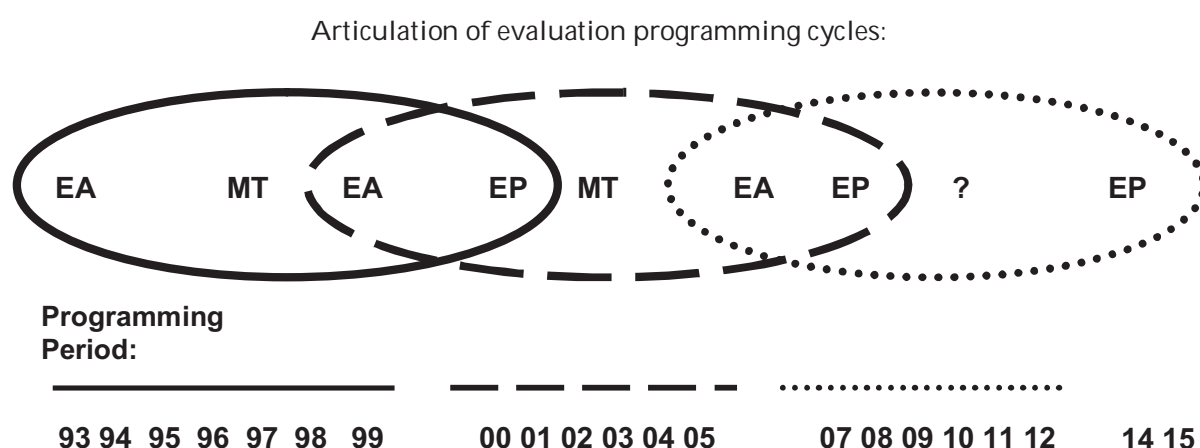 Articulation of evaluation programming cycles:
EA MT EA EP MT EA EP ? EP
Programming
Period:
93 94 95 96 97 98 99 00 01 02 03 04 05 07 08 09 10 11 12 14 15